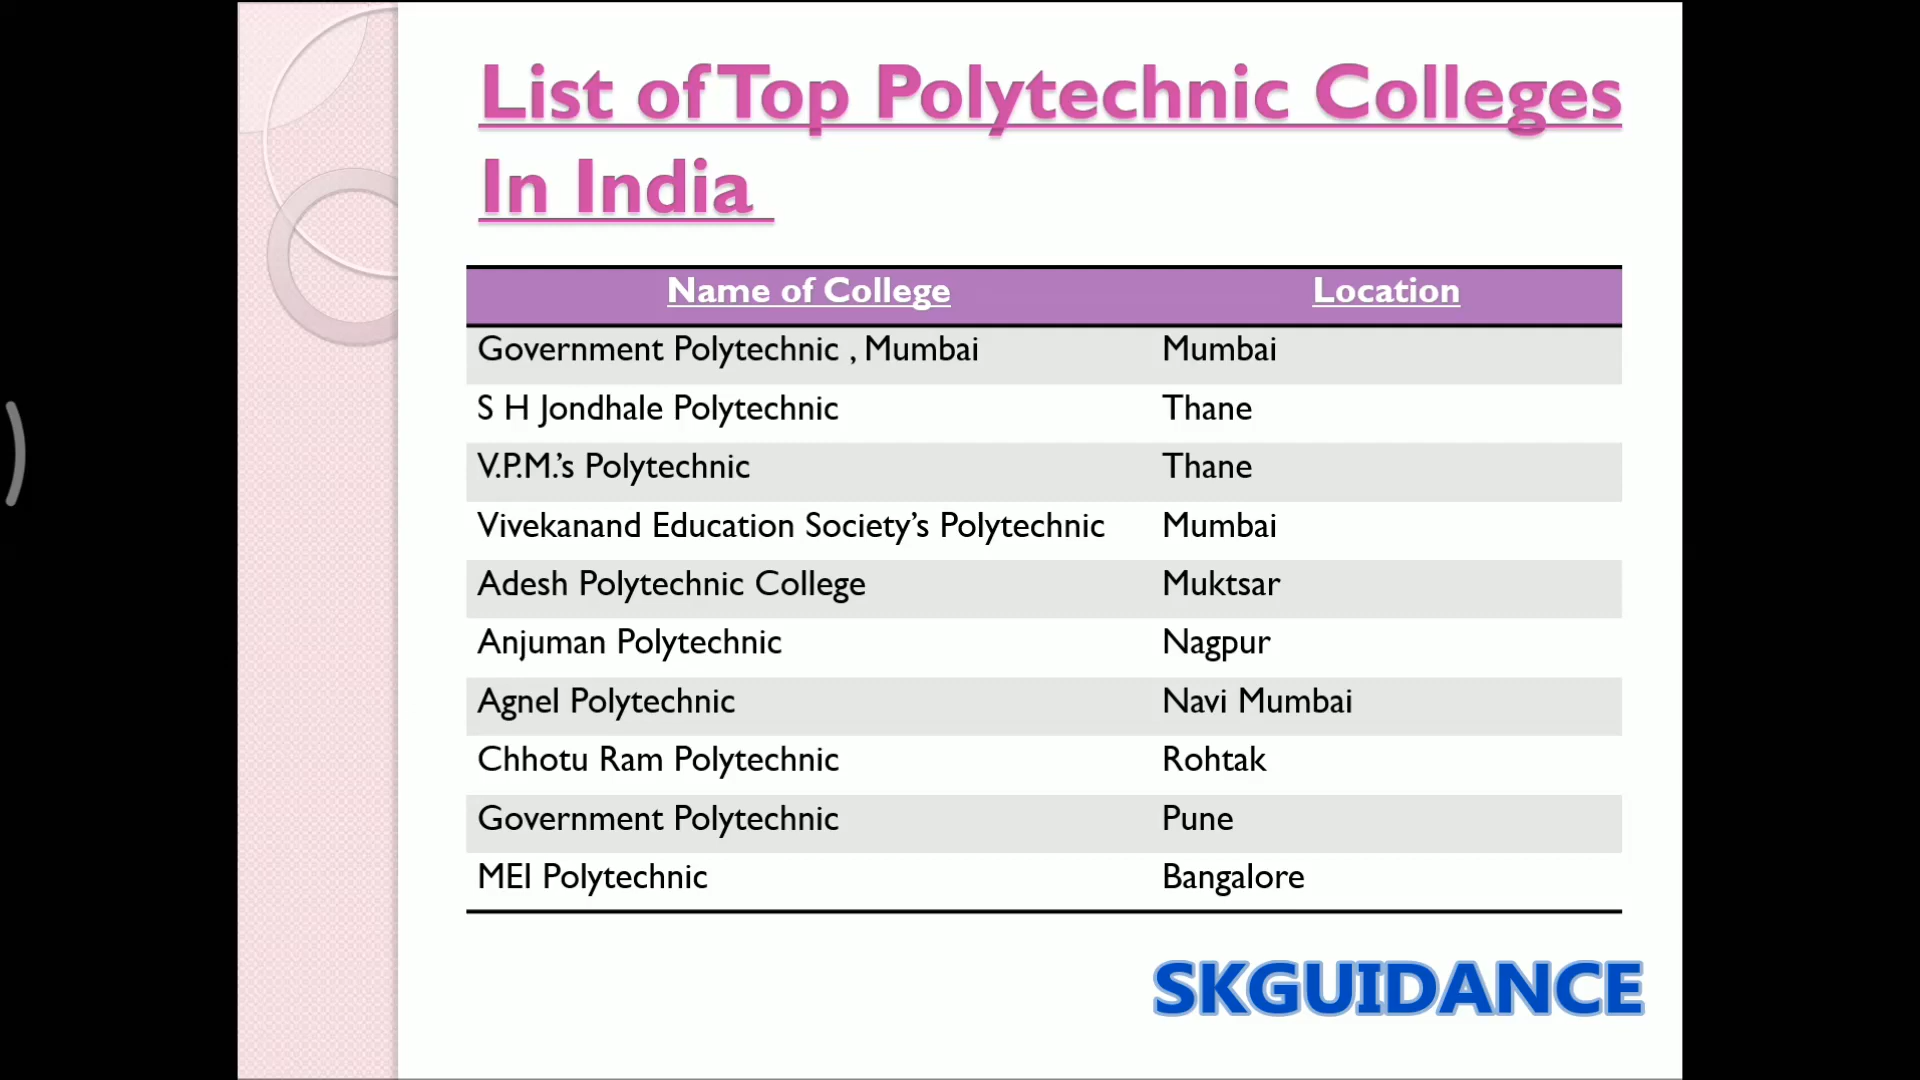 List of Top Polytechnic Colleges
In India
Name of College Location
Government Polytechnic , Mumbai Mumbai
S H Jondhale Polytechnic Thane
V.P.M.’s Polytechnic Thane
Vivekanand Education Society’s Polytechnic Mumbai
Adesh Polytechnic College Muktsar
Anjuman Polytechnic Nagpur
Agnel Polytechnic Navi Mumbai
Chhotu Ram Polytechnic Rohtak
Government Polytechnic Pune
MEI Polytechnic Bangalore
SKGUIDANCE